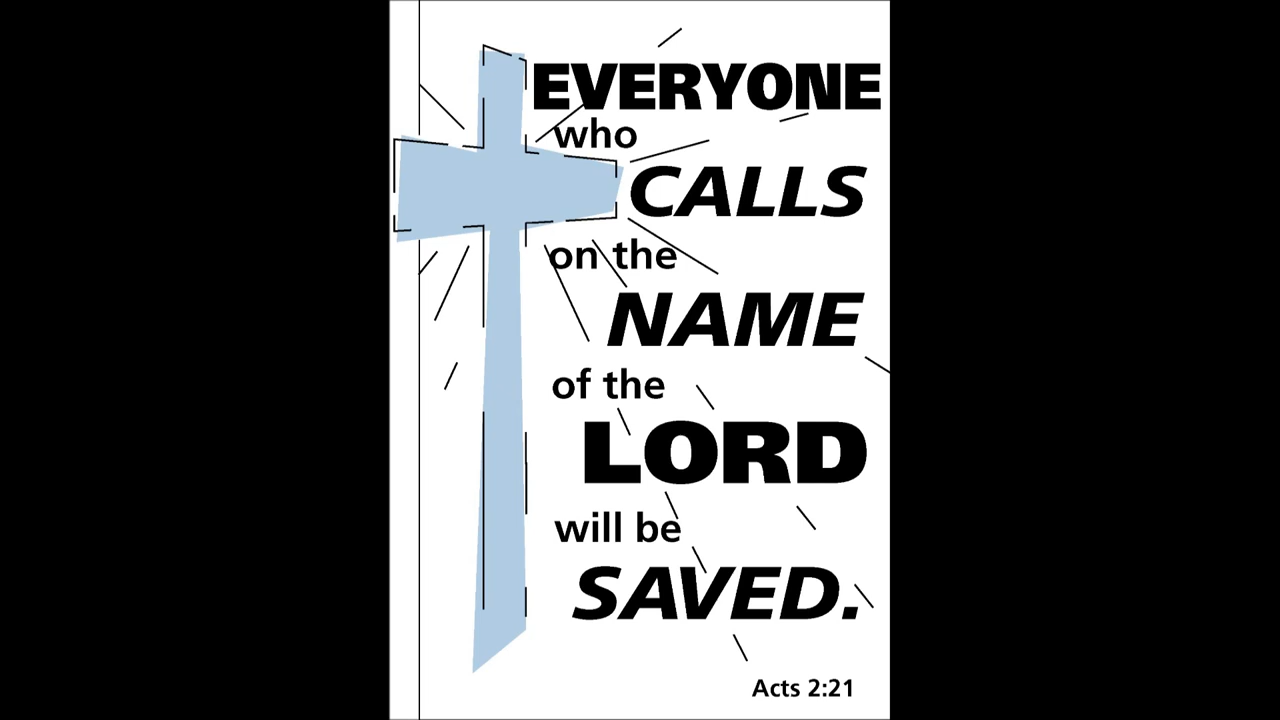 EVERYONE
who
CALLS
on the
NAME
of the
LORD
will be
SAVED.
Acts 2:21